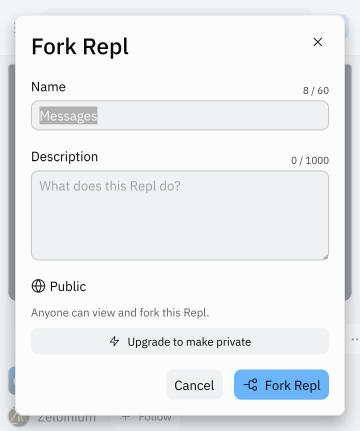 Fork Repl
Name
8 / 60
Messages
Description
0 / 1000
What does this Repl do?
Public
Anyone can view and fork this Repl.
Upgrade to make private
Cancel
Fork Repl
Zelbinium
+ Follow